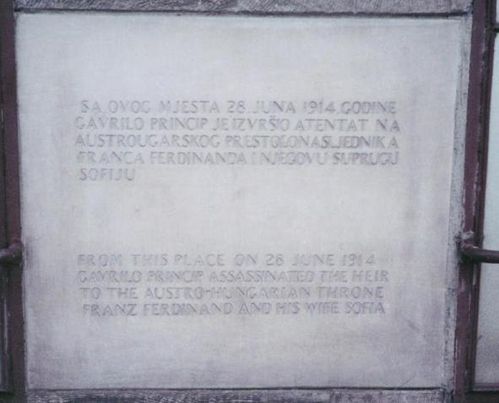 SA OVOG MJESTA 28 JUNA 1914 GODINE
GAVRILO PRINCIP JE IZVRŠIO ATENTAT NA
AUSTROUGARSKOG PRESTOLONASLJEDNIKA
FRANCA FERDINANDA I NJEGOVU SUPRUGU
SOFIJU
FROM THIS PLACE ON 28 JUNE 1914
GAVRILO PRINCIP ASSASSINATED THE HEIR
TO THE AUSTRO-HUNGARIAN THRONE
FRANZ FERDINAND AND HIS WIFE SOFIA